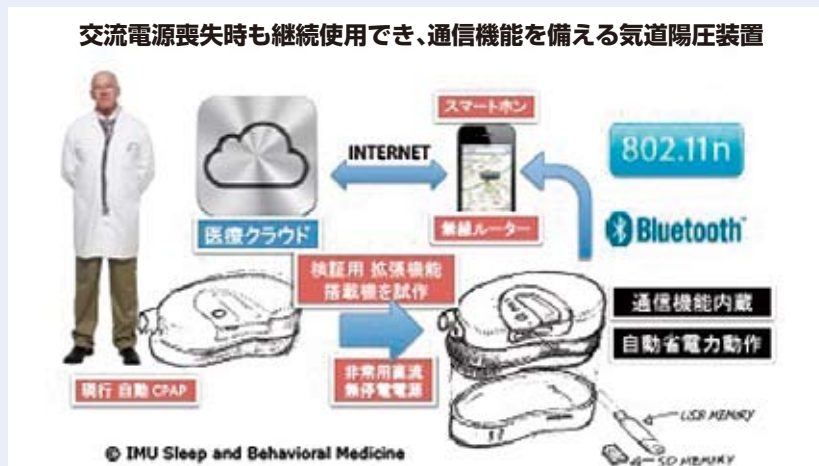 交流電源喪失時も継続使用でき、通信機能を備える気道陽圧装置
スマートホン
INTERNET
802.11n
医療クラウド
無線ルーター
Bluetooth
検証用 拡張機能
搭載機を試作
通信機能内蔵
自動省電力動作
現行 自動 CPAP
非常用直流
無停電電源
USB MEMORY
SD MEMORY
© IMU Sleep and Behavioral Medicine